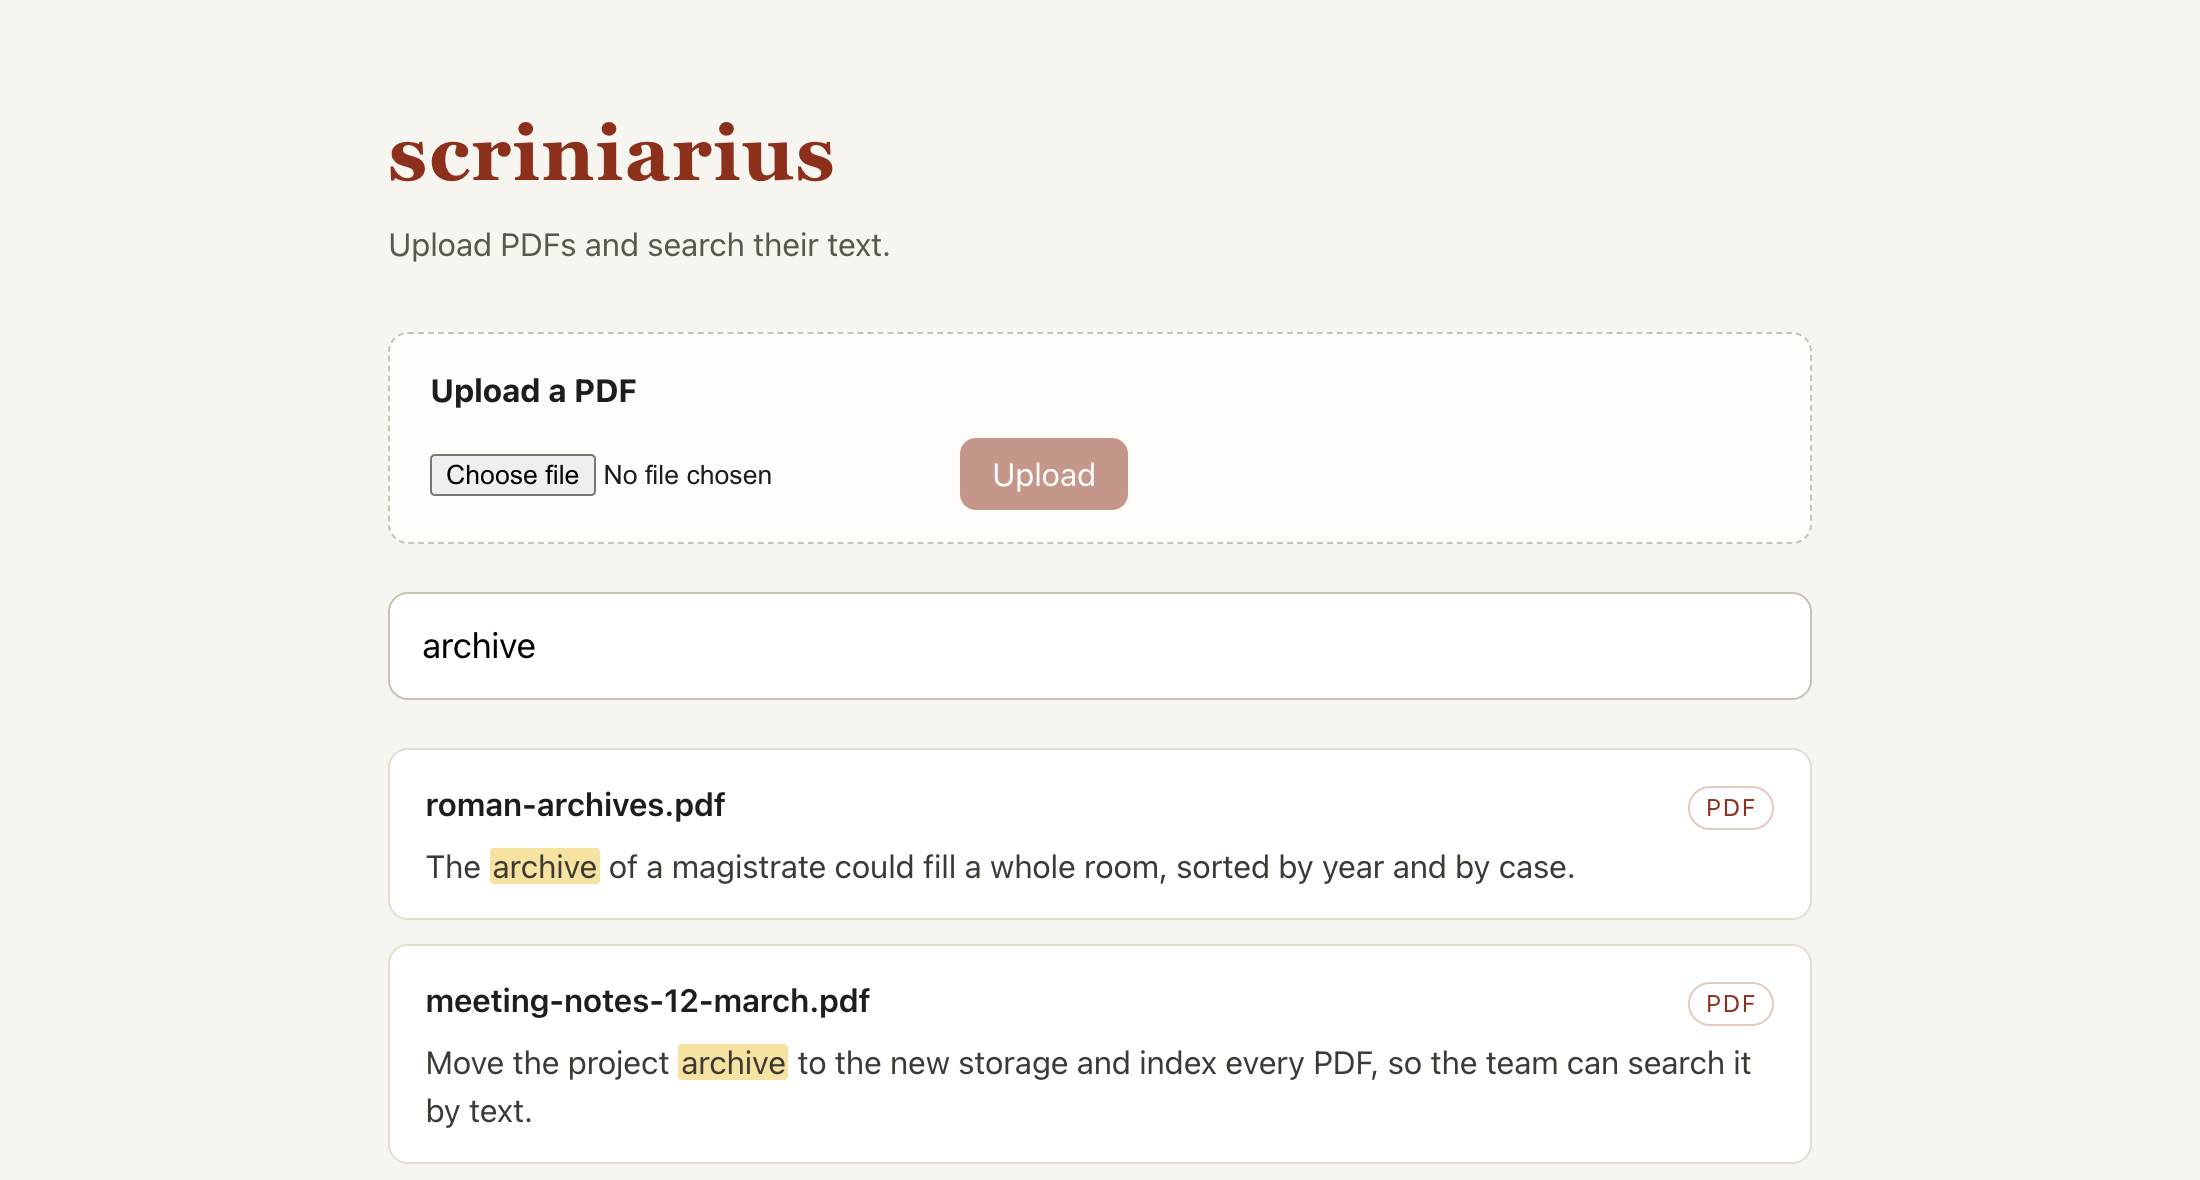 scriniarius
Upload PDFs and search their text.
Upload a PDF
Choose file No file chosen
Upload
archive
roman-archives.pdf
PDF
The archive of a magistrate could fill a whole room, sorted by year and by case.
meeting-notes-12-march.pdf
PDF
Move the project archive to the new storage and index every PDF, so the team can search it
by text.